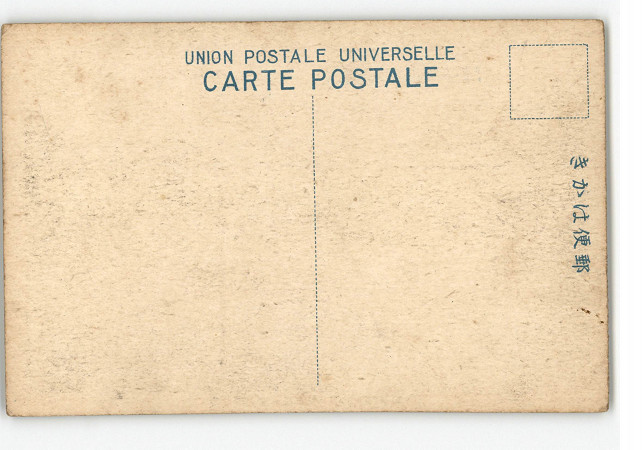 UNION POSTALE UNIVERSELLE
CARTE POSTALE
郵便はかき